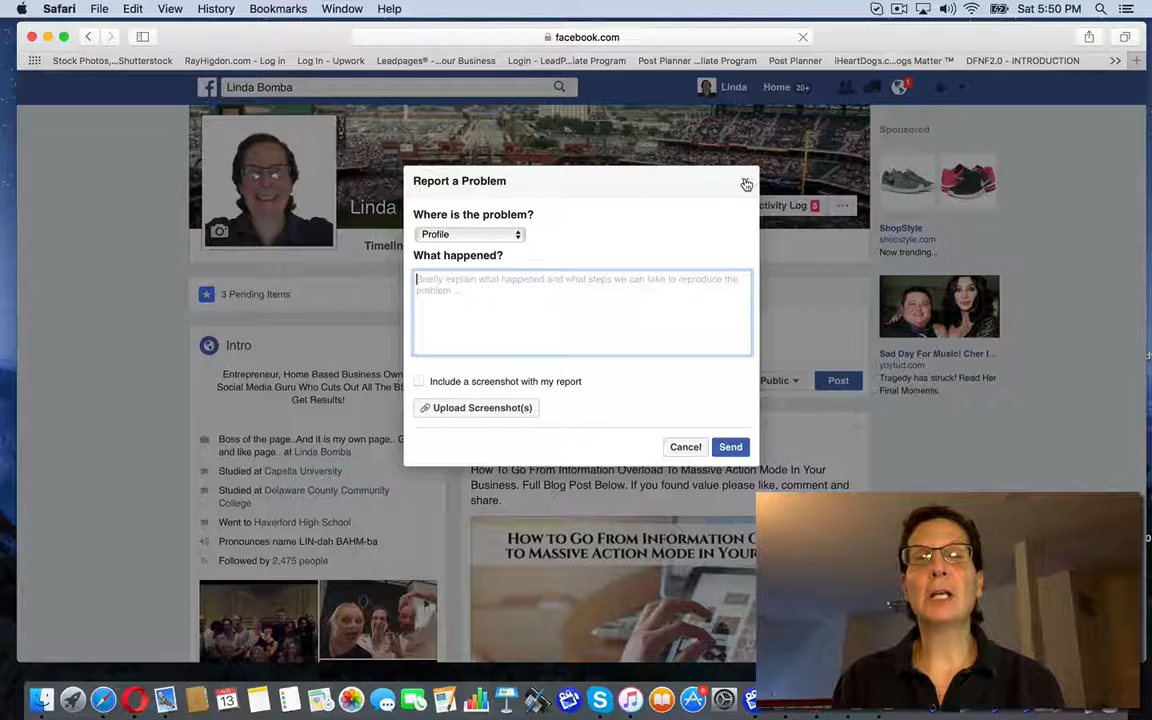 Safari File Edit View History Bookmarks Window Help
Sat 5:50 PM
facebook.com
Stock Photos,...Shutterstock RayHigdon.com - Log in Log In - Upwork Leadpages® -...our Business Login - LeadP...iate Program Post Planner ...liate Program Post Planner iHeartDogs.c...ogs Matter ™ DFNF2.0 - INTRODUCTION
Linda Bomba
Linda Home 20+
1
Sponsored
Report a Problem
Linda
ctivity Log 3
Where is the problem?
Profile
What happened?
Timelin
Briefly explain what happened and what steps we can take to reproduce the
problem ...
ShopStyle
shopstyle.com
Now trending...
3 Pending Items
Intro
Entrepreneur, Home Based Business Own
Social Media Guru Who Cuts Out All The BS
Get Results!
Sad Day For Music! Cher I...
yoytud.com
Tragedy has struck! Read Her
Final Moments.
Public Post
Include a screenshot with my report
Upload Screenshot(s)
Cancel Send
Boss of the page..And it is my own page..
and like page.. at Linda Bomba
Studied at Capella University
Studied at Delaware County Community
College
Went to Haverford High School
Pronounces name LIN-dah BAHM-ba
Followed by 2,475 people
How To Go From Information Overload To Massive Action Mode In Your
Business. Full Blog Post Below. If you found value please like, comment and
share.
How to Go From Information
to Massive Action Mode in Your